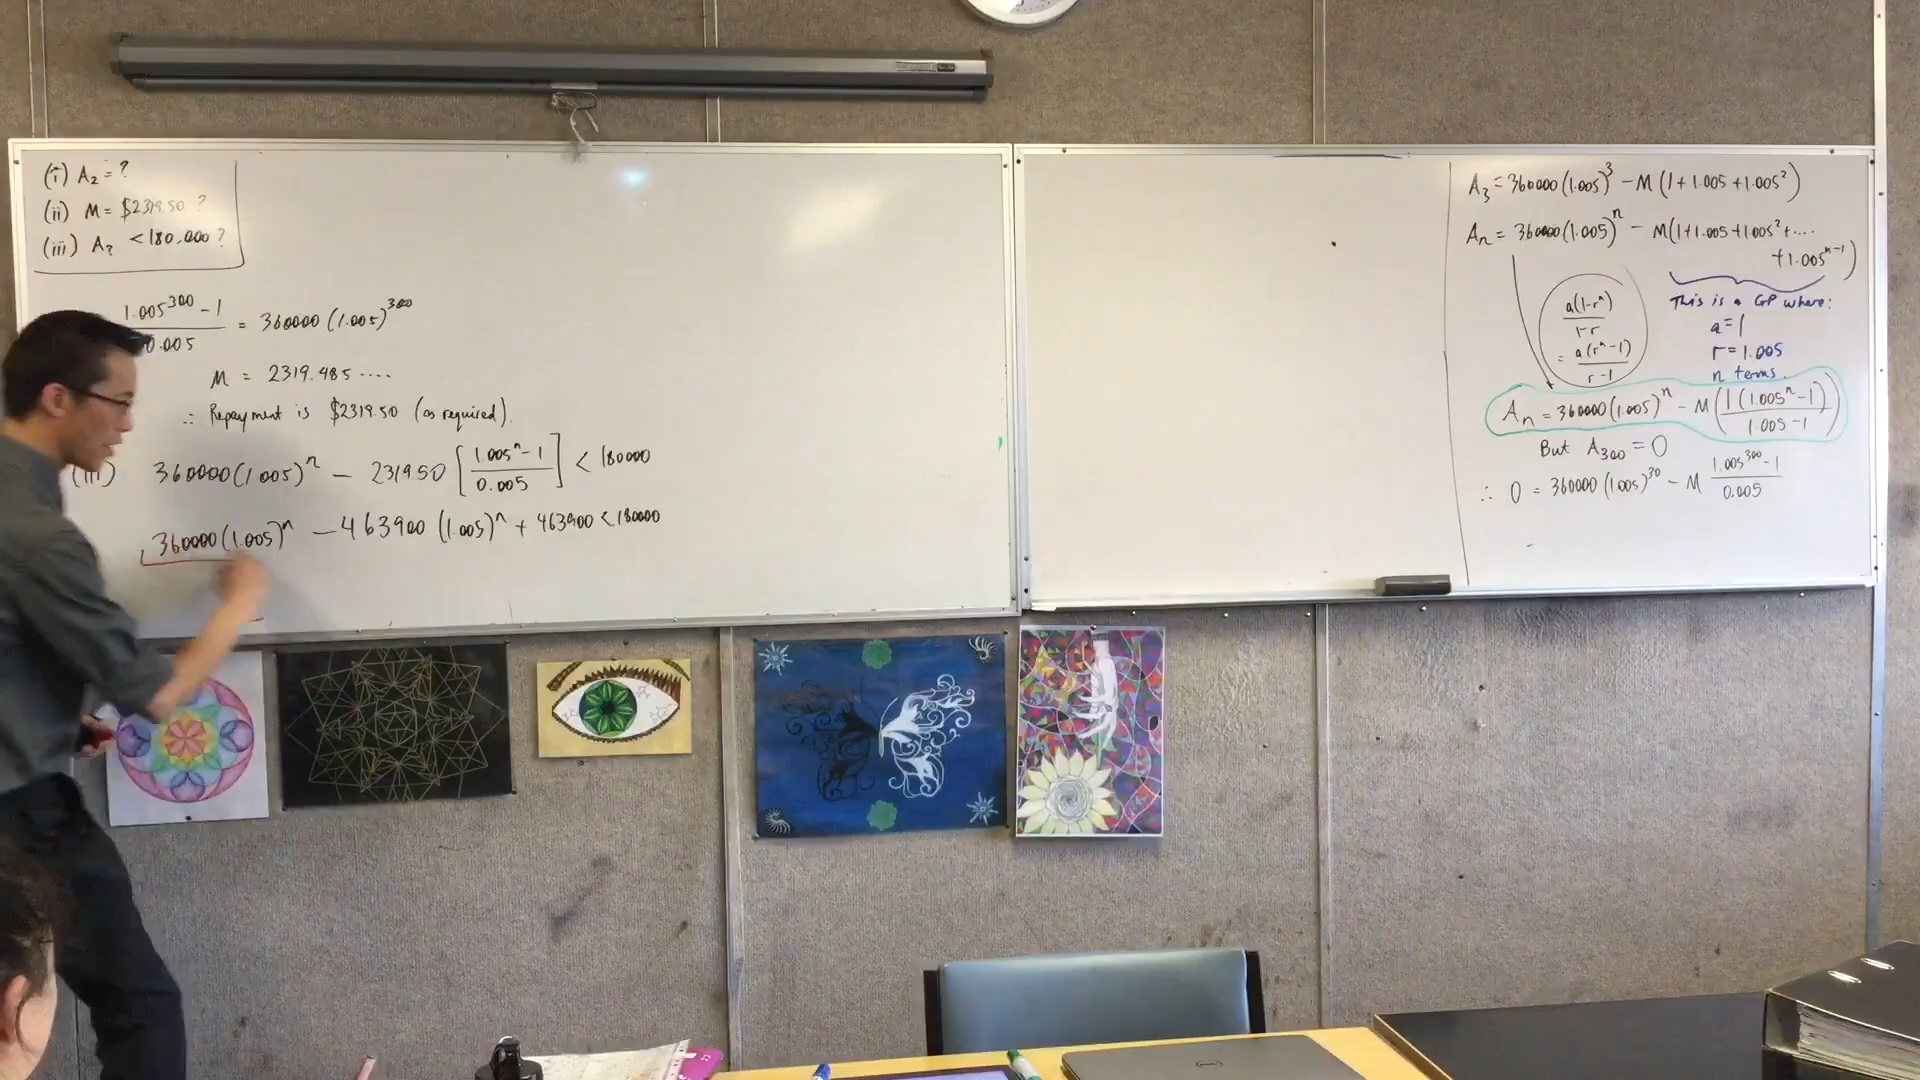 (i) A₂ = ?
(ii) M = $2319.50 ?
(iii) A? < 180,000 ?
1.005³⁰⁰ - 1
0.005
= 360000 (1.005)³⁰⁰
M = 2319.485 ....
∴ Repayment is $2319.50 (as required).
(iii) 360000(1.005)ⁿ - 2319.50 [ 1.005ⁿ - 1 / 0.005 ] < 180000
360000(1.005)ⁿ - 463900 (1.005)ⁿ + 463900 < 180000
A₃ = 360000(1.005)³ - M(1 + 1.005 + 1.005²)
Aₙ = 360000(1.005)ⁿ - M(1 + 1.005 + 1.005² + ....
+ 1.005ⁿ⁻¹)
a(1-rⁿ)
1-r
= a(rⁿ-1)
r-1
This is a GP where:
a = 1
r = 1.005
n terms.
Aₙ = 360000(1.005)ⁿ - M ( 1(1.005ⁿ - 1) / 1.005 - 1 )
But A₃₀₀ = 0
∴ 0 = 360000 (1.005)³⁰ - M 1.005³⁰⁰ - 1 / 0.005